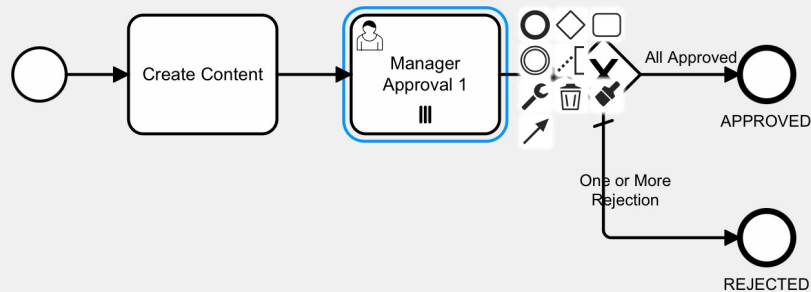 Create Content
Manager
Approval 1
All Approved
APPROVED
One or More
Rejection
REJECTED